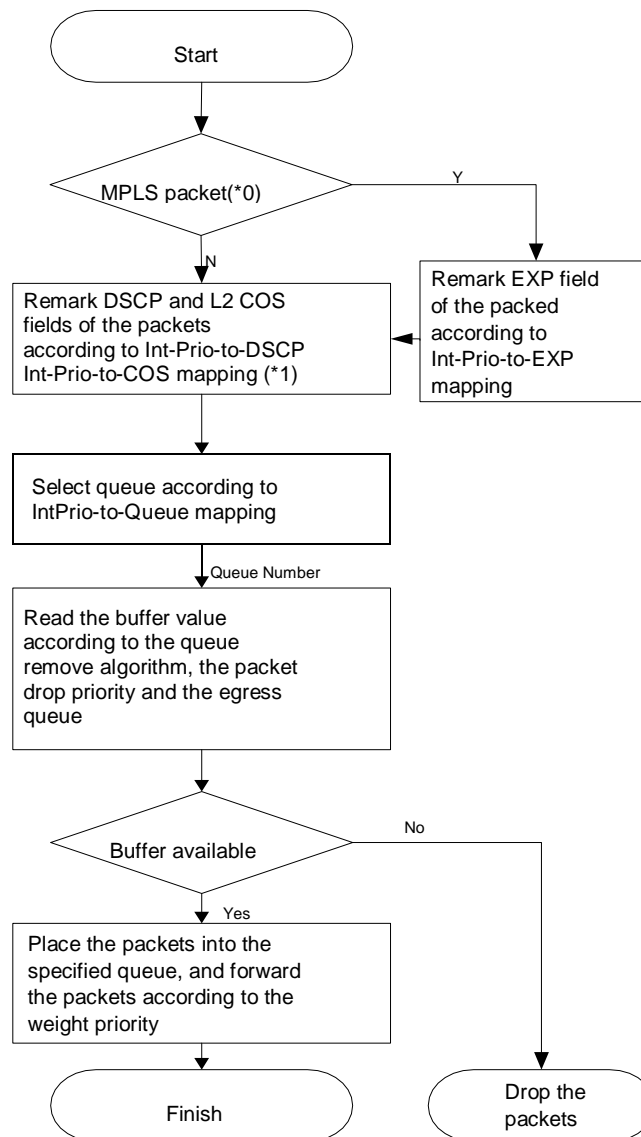 Start
MPLS packet(*0)
Y
N
Remark DSCP and L2 COS
fields of the packets
according to Int-Prio-to-DSCP
Int-Prio-to-COS mapping (*1)
Remark EXP field
of the packed
according to
Int-Prio-to-EXP
mapping
Select queue according to
IntPrio-to-Queue mapping
Queue Number
Read the buffer value
according to the queue
remove algorithm, the packet
drop priority and the egress
queue
Buffer available
No
Yes
Place the packets into the
specified queue, and forward
the packets according to the
weight priority
Finish
Drop the
packets